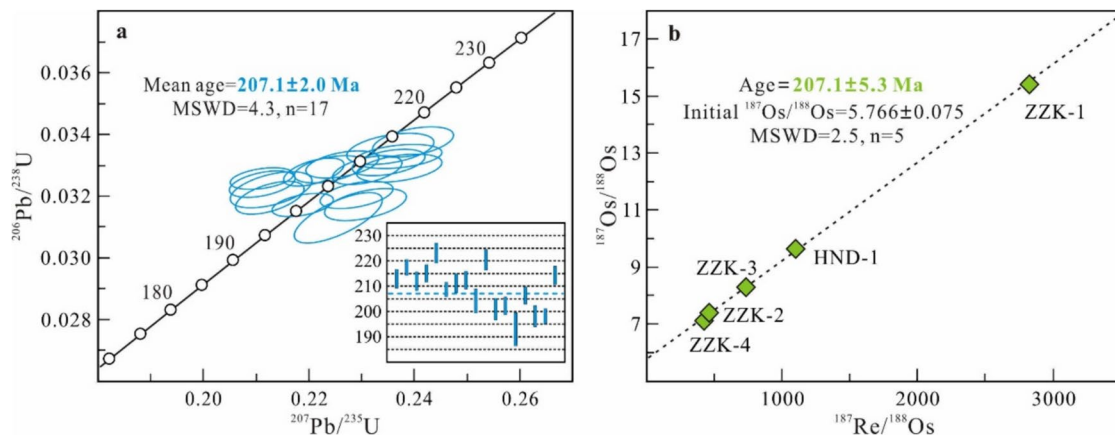 a
Mean age=207.1±2.0 Ma
MSWD=4.3, n=17
230
220
190
180
0.036
0.034
0.032
0.030
0.028
²⁰⁶Pb/²³⁸U
0.20
0.22
0.24
0.26
²⁰⁷Pb/²³⁵U
230
220
210
200
190
b
Age=207.1±5.3 Ma
Initial ¹⁸⁷Os/¹⁸⁸Os=5.766±0.075
MSWD=2.5, n=5
ZZK-1
HND-1
ZZK-3
ZZK-2
ZZK-4
17
15
13
11
9
7
¹⁸⁷Os/¹⁸⁸Os
1000
2000
3000
¹⁸⁷Re/¹⁸⁸Os